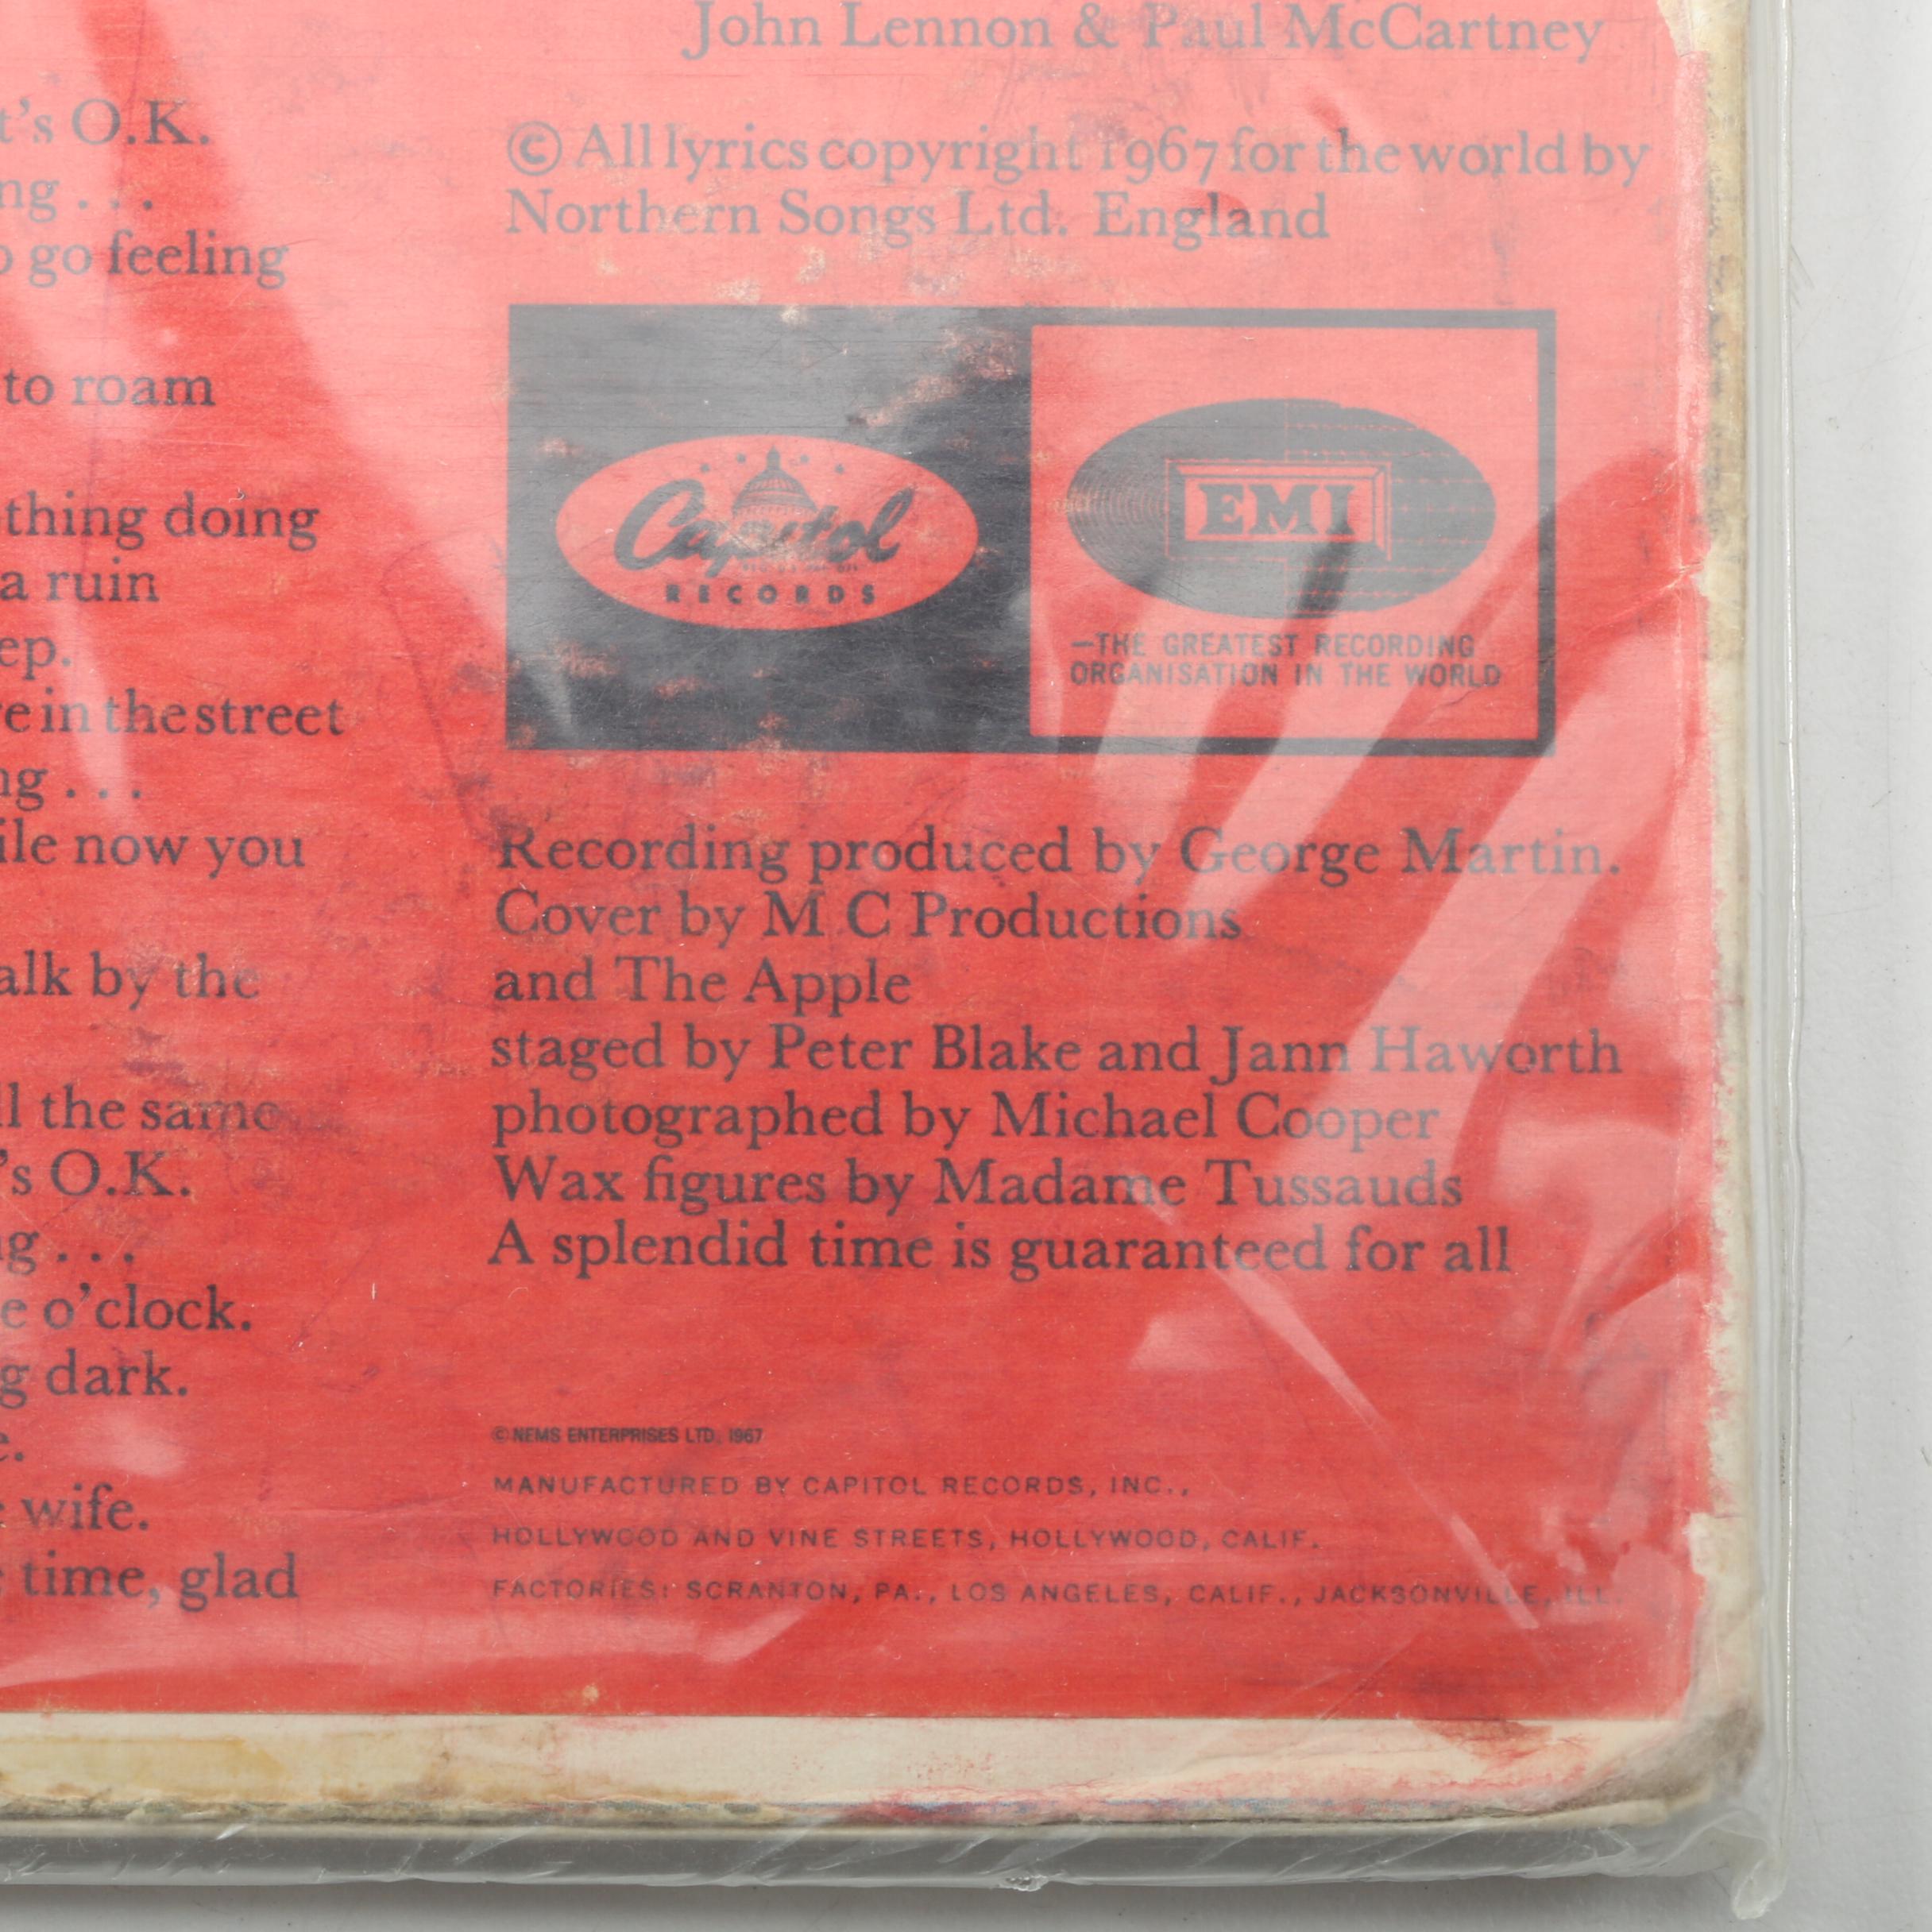 t's O.K.
ng . . .
o go feeling
to roam
thing doing
a ruin
ep.
e in the street
ng . . .
ile now you
alk by the
ll the same
's O.K.
ng . . .
e o'clock.
g dark.
e.
wife.
time, glad
John Lennon & Paul McCartney
© All lyrics copyright 1967 for the world by
Northern Songs Ltd. England
Capitol
RECORDS
EMI
—THE GREATEST RECORDING
ORGANISATION IN THE WORLD
Recording produced by George Martin.
Cover by M C Productions
and The Apple
staged by Peter Blake and Jann Haworth
photographed by Michael Cooper
Wax figures by Madame Tussauds
A splendid time is guaranteed for all
© NEMS ENTERPRISES LTD. 1967
MANUFACTURED BY CAPITOL RECORDS, INC.,
HOLLYWOOD AND VINE STREETS, HOLLYWOOD, CALIF.
FACTORIES: SCRANTON, PA., LOS ANGELES, CALIF., JACKSONVILLE, ILL.